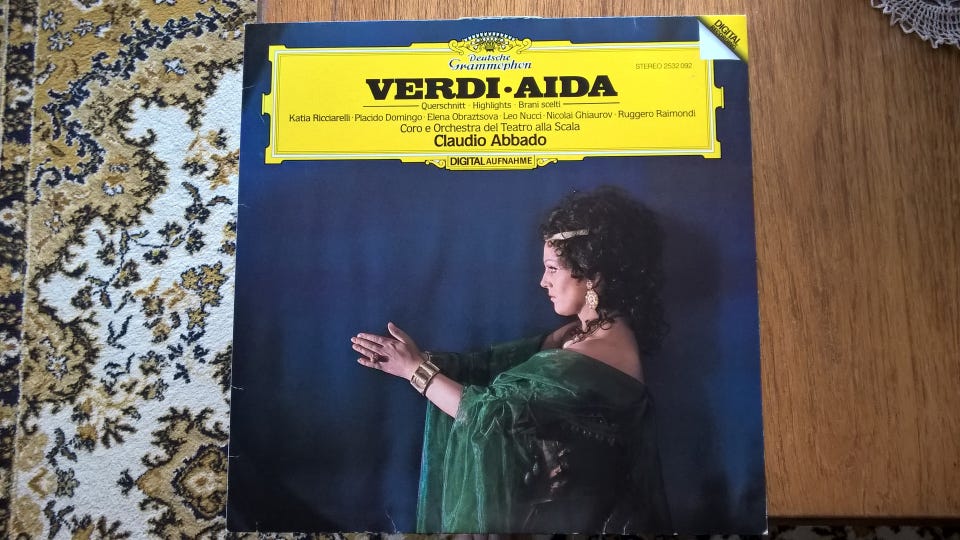 DIGITAL
Deutsche
Grammophon
STEREO 2532 092
VERDI·AIDA
Querschnitt · Highlights · Brani scelti
Katia Ricciarelli · Placido Domingo · Elena Obraztsova · Leo Nucci · Nicolai Ghiaurov · Ruggero Raimondi
Coro e Orchestra del Teatro alla Scala
Claudio Abbado
DIGITAL AUFNAHME